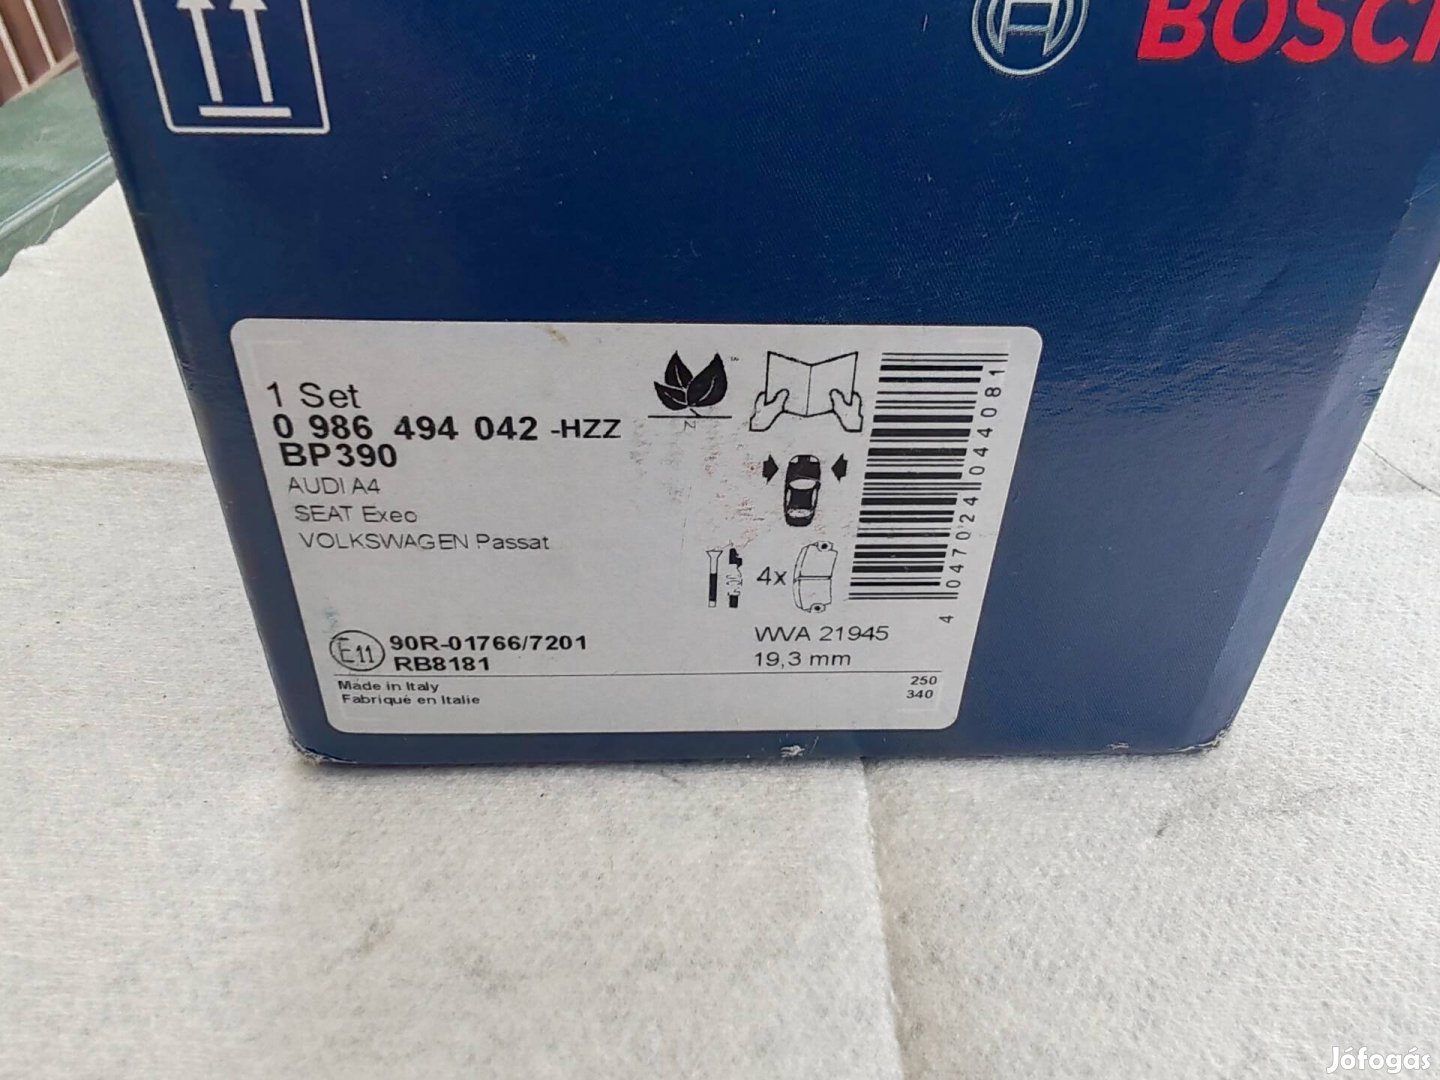 BOSCH
1 Set
0 986 494 042 -HZZ
BP390
AUDI A4
SEAT Exeo
VOLKSWAGEN Passat
4x
4 047024 044081
E11
90R-01766/7201
RB8181
WVA 21945
19,3 mm
Made in Italy
Fabriqué en Italie
250
340
Jófogás